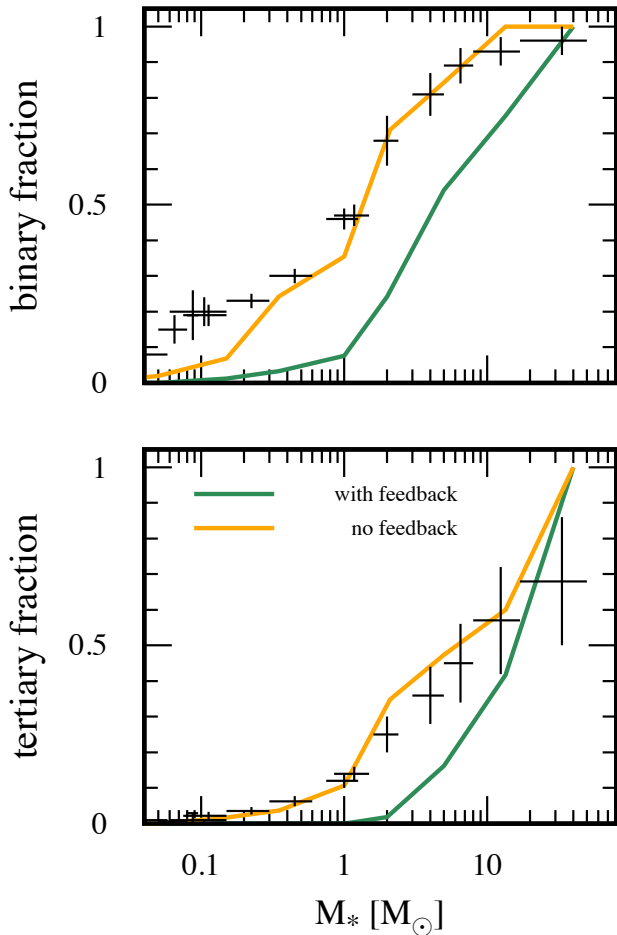 binary fraction
1
0.5
0
tertiary fraction
1
0.5
0
with feedback
no feedback
0.1 1 10
M* [M☉]